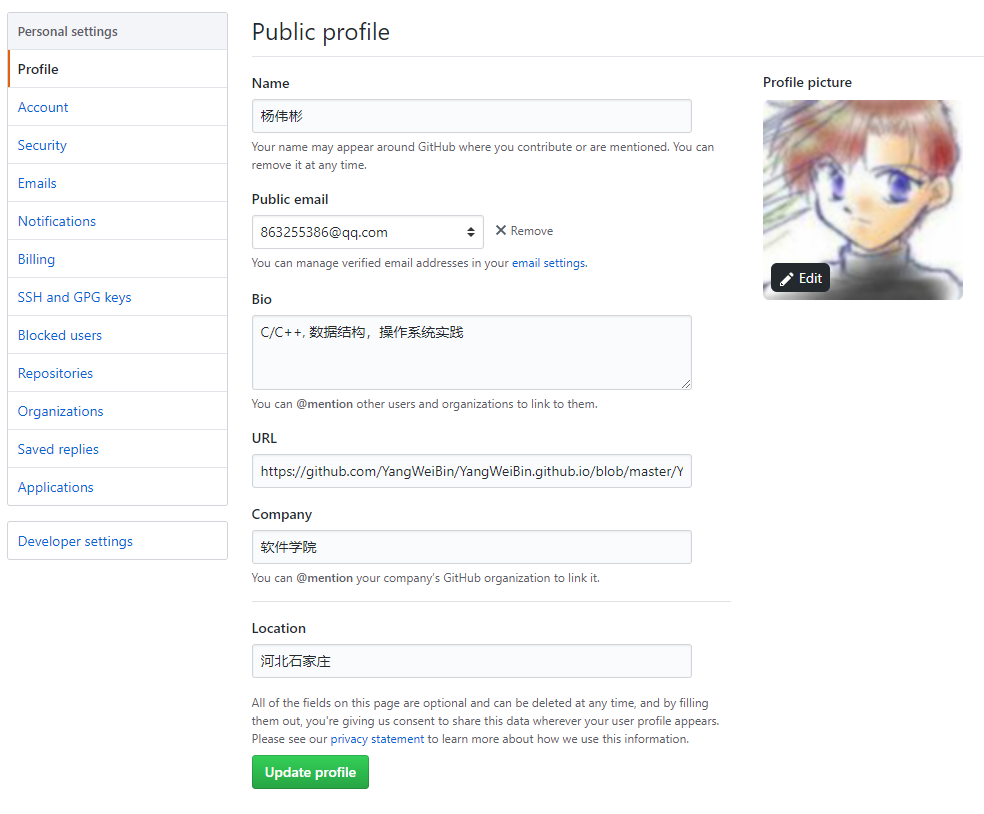 Personal settings
Profile
Account
Security
Emails
Notifications
Billing
SSH and GPG keys
Blocked users
Repositories
Organizations
Saved replies
Applications
Developer settings
Public profile
Name
杨伟彬
Your name may appear around GitHub where you contribute or are mentioned. You can
remove it at any time.
Public email
863255386@qq.com
Remove
You can manage verified email addresses in your email settings.
Bio
C/C++, 数据结构，操作系统实践
You can @mention other users and organizations to link to them.
URL
https://github.com/YangWeiBin/YangWeiBin.github.io/blob/master/Y
Company
软件学院
You can @mention your company's GitHub organization to link it.
Location
河北石家庄
All of the fields on this page are optional and can be deleted at any time, and by filling
them out, you're giving us consent to share this data wherever your user profile appears.
Please see our privacy statement to learn more about how we use this information.
Update profile
Profile picture
Edit